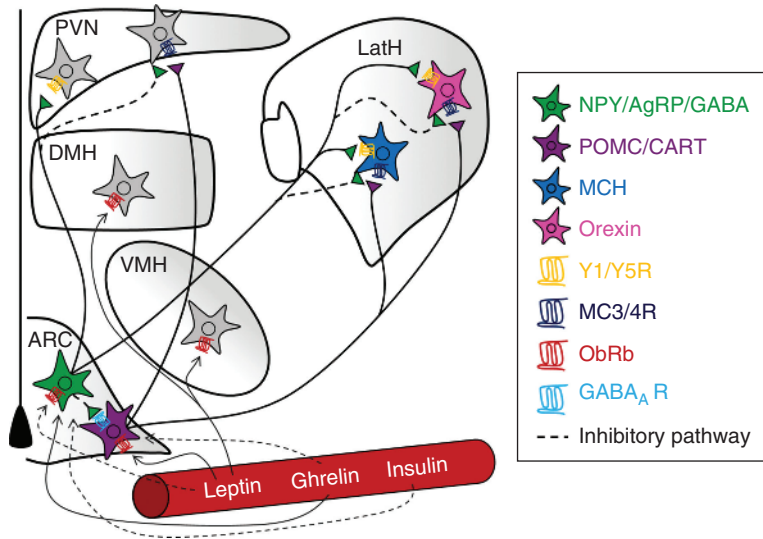 PVN
LatH
DMH
VMH
ARC
Leptin Ghrelin Insulin
NPY/AgRP/GABA
POMC/CART
MCH
Orexin
Y1/Y5R
MC3/4R
ObRb
GABAA R
Inhibitory pathway